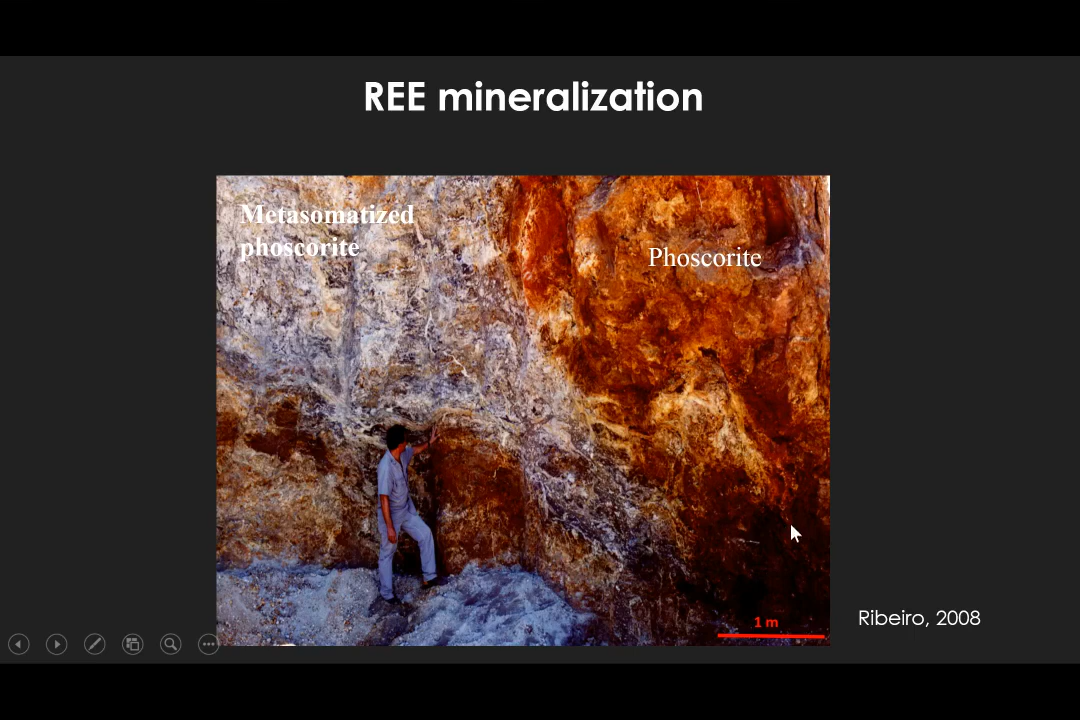 REE mineralization
Metasomatized
phoscorite
Phoscorite
1 m
Ribeiro, 2008